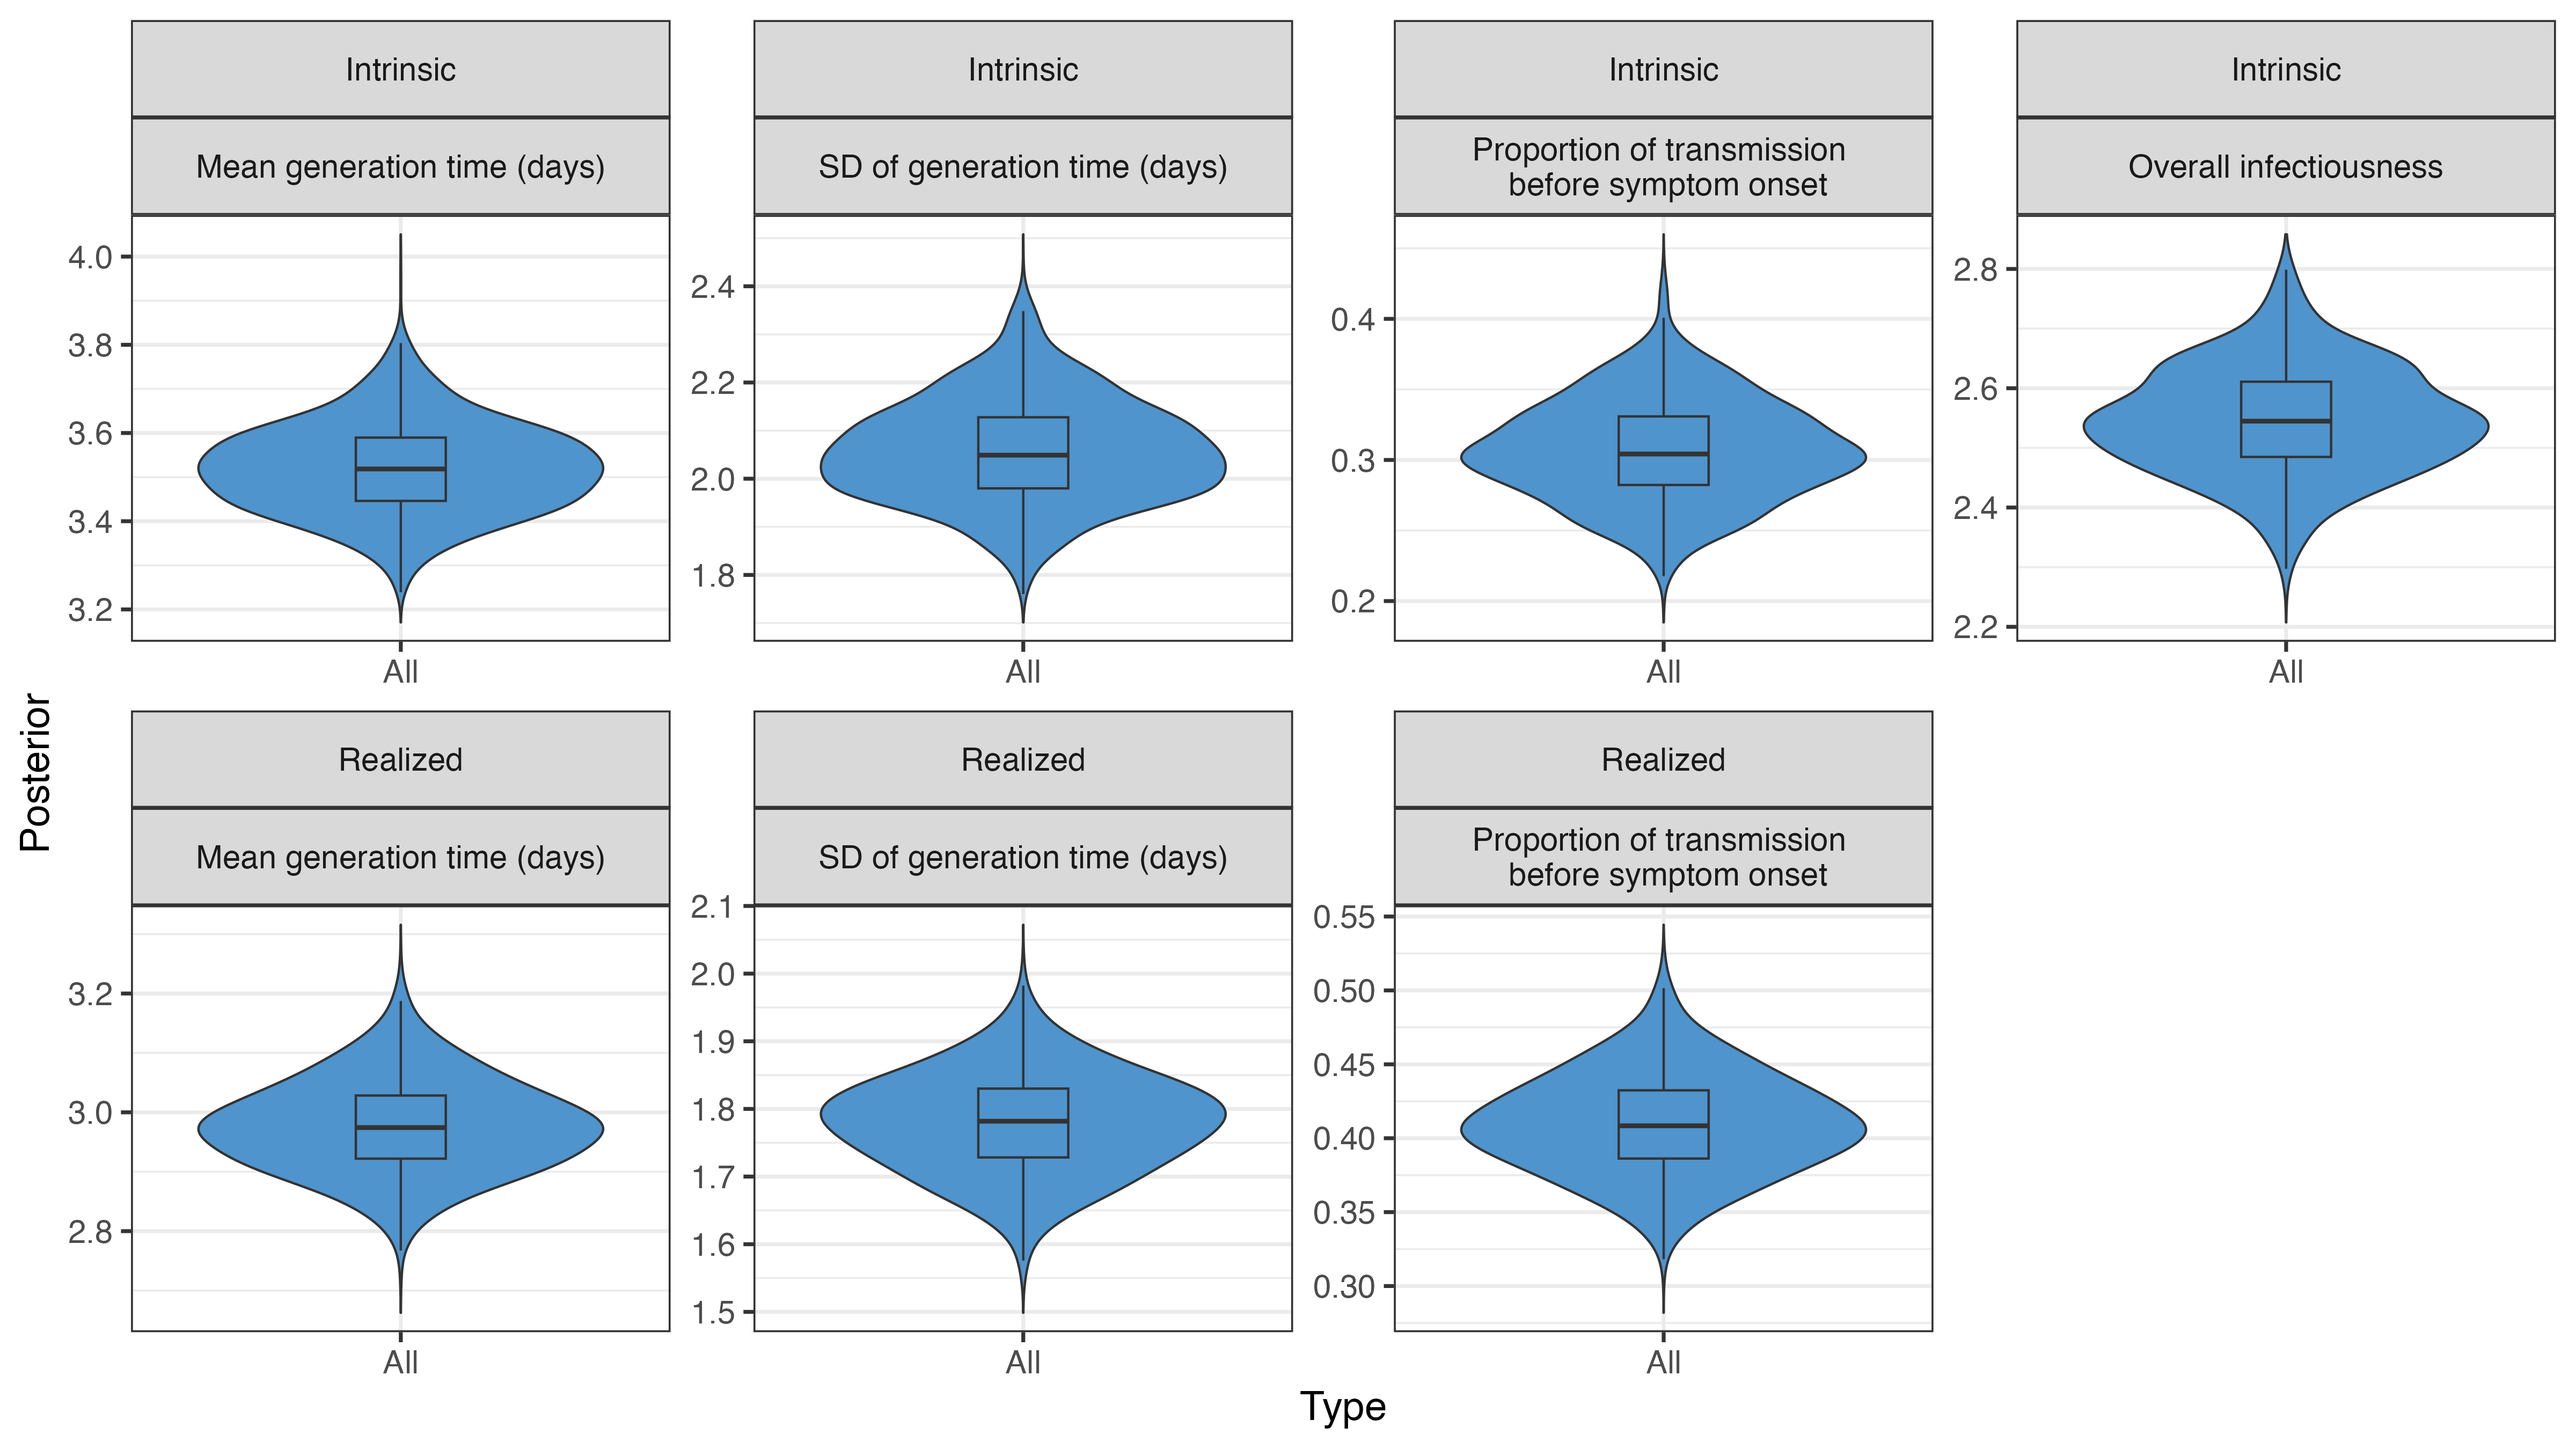 Intrinsic
Intrinsic
Intrinsic
Intrinsic
Mean generation time (days)
SD of generation time (days)
Proportion of transmission
before symptom onset
Overall infectiousness
4.0
3.8
3.6
3.4
3.2
2.4
2.2
2.0
1.8
0.4
0.3
0.2
2.8
2.6
2.4
2.2
All
All
All
All
Posterior
Realized
Realized
Realized
Mean generation time (days)
SD of generation time (days)
Proportion of transmission
before symptom onset
3.2
3.0
2.8
2.1
2.0
1.9
1.8
1.7
1.6
1.5
0.55
0.50
0.45
0.40
0.35
0.30
All
All
All
Type